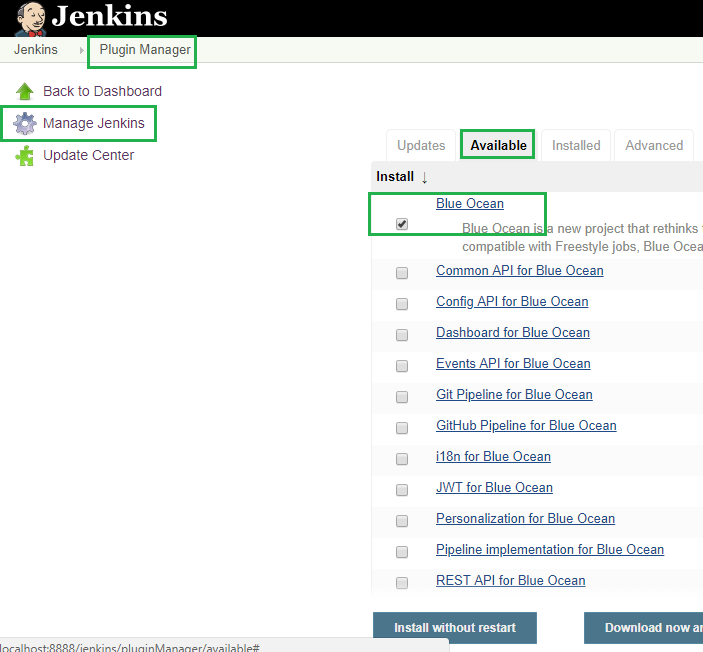 Jenkins
Jenkins
Plugin Manager
Back to Dashboard
Manage Jenkins
Update Center
Updates
Available
Installed
Advanced
Install ↓
Blue Ocean
Blue Ocean is a new project that rethinks
compatible with Freestyle jobs, Blue Ocea
Common API for Blue Ocean
Config API for Blue Ocean
Dashboard for Blue Ocean
Events API for Blue Ocean
Git Pipeline for Blue Ocean
GitHub Pipeline for Blue Ocean
i18n for Blue Ocean
JWT for Blue Ocean
Personalization for Blue Ocean
Pipeline implementation for Blue Ocean
REST API for Blue Ocean
Install without restart
Download now an
localhost:8888/jenkins/pluginManager/available#